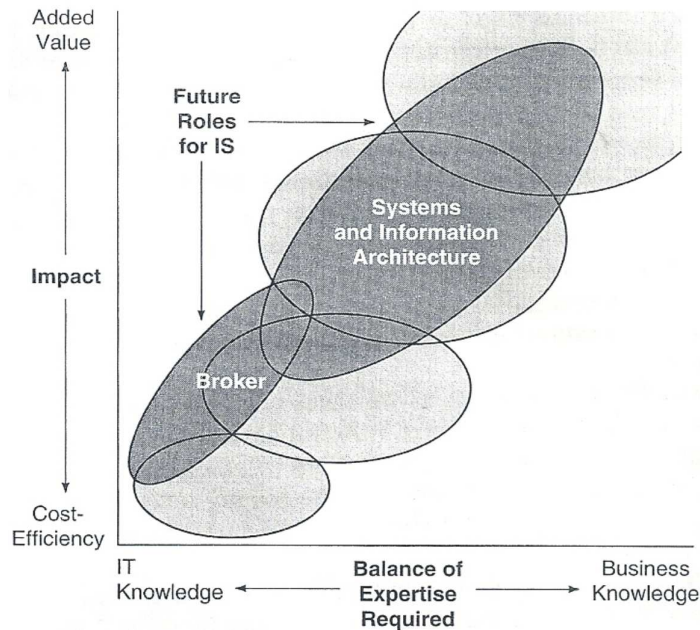 Added
Value
Future
Roles
for IS
Systems
and Information
Architecture
Impact
Broker
Cost-
Efficiency
IT
Knowledge
Balance of
Expertise
Required
Business
Knowledge